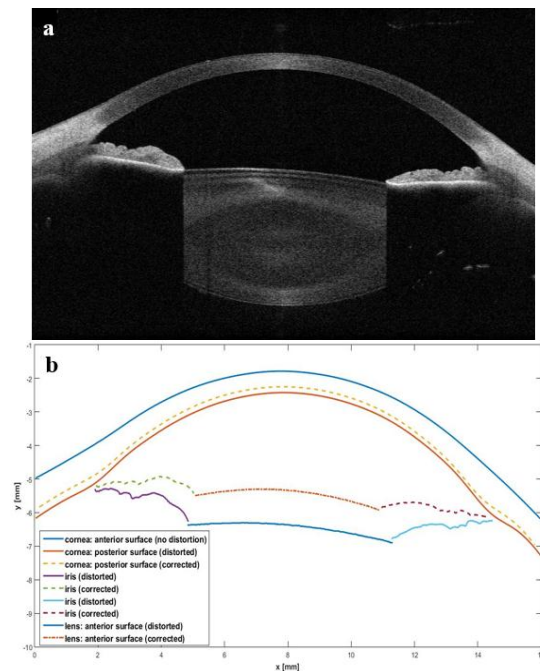 a
b
-1
-2
-3
-4
-5
-6
-7
-8
-9
-10
y [mm]
cornea: anterior surface (no distortion)
cornea: posterior surface (distorted)
cornea: posterior surface (corrected)
iris (distorted)
iris (corrected)
iris (distorted)
iris (corrected)
lens: anterior surface (distorted)
lens: anterior surface (corrected)
0 2 4 6 8 10 12 14 16
x [mm]